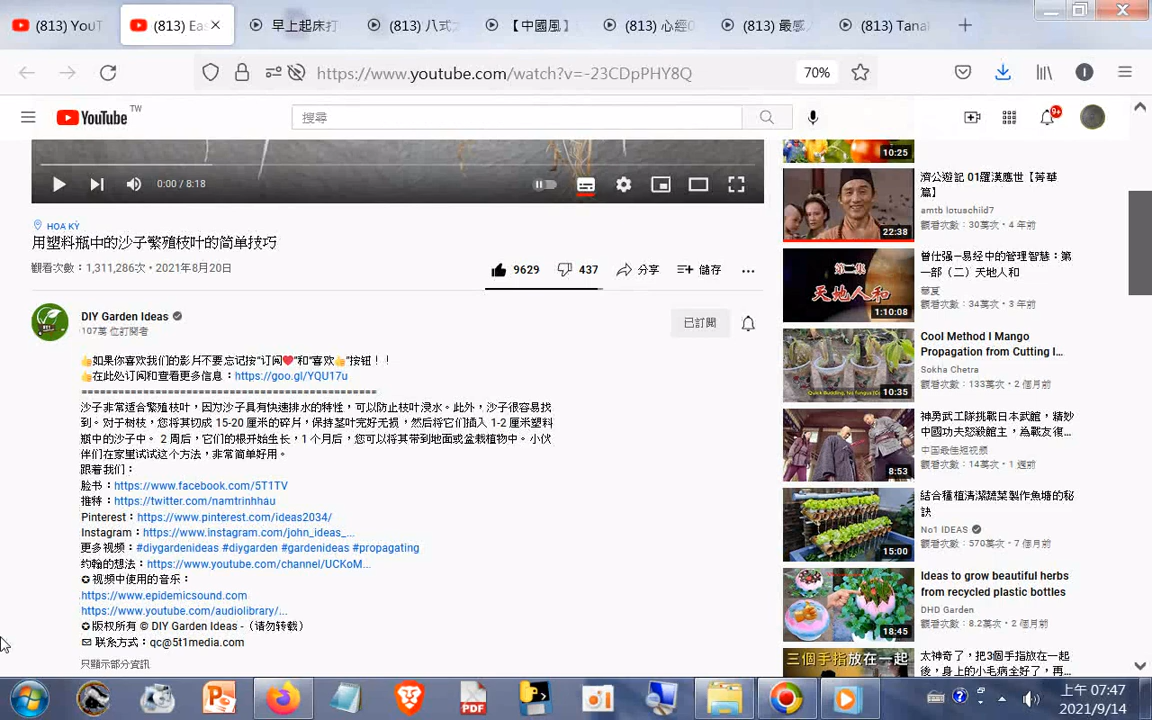 (813) YouT
(813) Eas
早上起床打
(813) 八式
【中國風】
(813) 心經
(813) 最感
(813) Tana
https://www.youtube.com/watch?v=-23CDpPHY8Q
70%
YouTube TW
搜尋
9+
0:00 / 8:18
HOA KỲ
用塑料瓶中的沙子繁殖枝叶的简单技巧
觀看次數：1,311,286次 • 2021年8月20日
9629
437
分享
儲存
DIY Garden Ideas
107萬 位訂閱者
已訂閱
👍如果你喜欢我们的影片不要忘记按“订阅❤️”和“喜欢👍”按钮！！
👍在此处订阅和查看更多信息：https://goo.gl/YQU17u
================================================
沙子非常适合繁殖枝叶，因为沙子具有快速排水的特性，可以防止枝叶浸水。此外，沙子很容易找
到。对于树枝，您将其切成 15-20 厘米的碎片，保持茎叶完好无损，然后将它们插入 1-2 厘米塑料
瓶中的沙子中。 2 周后，它们的根开始生长，1 个月后，您可以将其带到地面或盆栽植物中。小伙
伴们在家里试试这个方法，非常简单好用。
跟着我们：
脸书：https://www.facebook.com/5T1TV
推特：https://twitter.com/namtrinhhau
Pinterest：https://www.pinterest.com/ideas2034/
Instagram：https://www.instagram.com/john_ideas_...
更多视频：#diygardenideas #diygarden #gardenideas #propagating
约翰的想法：https://www.youtube.com/channel/UCKoM...
✪ 视频中使用的音乐：
https://www.epidemicsound.com
https://www.youtube.com/audiolibrary/...
✪ 版权所有 © DIY Garden Ideas -（请勿转载）
✉ 联系方式：qc@5t1media.com
只顯示部分資訊
10:25
22:38
濟公遊記 01羅漢應世【菁華
篇】
amtb lotuschild7
觀看次數：30萬次 • 4 年前
第二集
天地人和
1:10:08
曾仕强—易经中的管理智慧：第
一部（二）天地人和
華夏
觀看次數：34萬次 • 3 年前
Quick Budding, No fungus
10:35
Cool Method l Mango
Propagation from Cutting l...
Sokha Chetra
觀看次數：133萬次 • 2 個月前
8:53
神勇武工隊挑戰日本武館，精妙
中國功夫怒殺館主，為戰友復...
中国最佳短视频
觀看次數：14萬次 • 1 週前
15:00
結合種植清潔蔬菜製作魚塘的秘
訣
No1 IDEAS
觀看次數：570萬次 • 7 個月前
18:45
Ideas to grow beautiful herbs
from recycled plastic bottles
DHD Garden
觀看次數：8.2萬次 • 2 個月前
三個手指放在一起
太神奇了，把3個手指放在一起
後，身上的小毛病全好了，再...
PDF
上午 07:47
2021/9/14